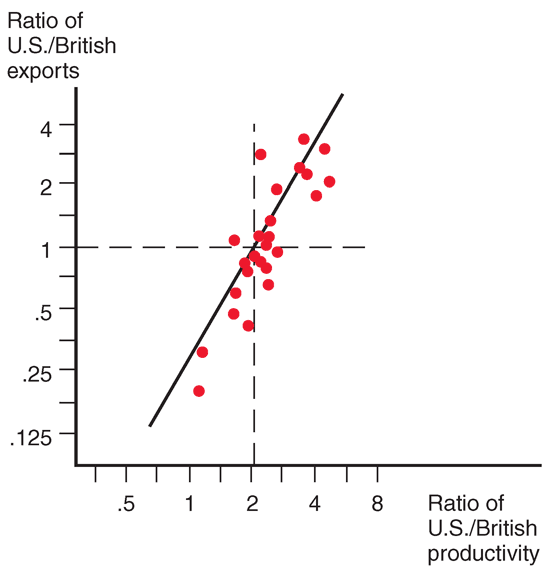 Ratio of
U.S./British
exports
4
2
1
.5
.25
.125
.5 1 2 4 8
Ratio of
U.S./British
productivity